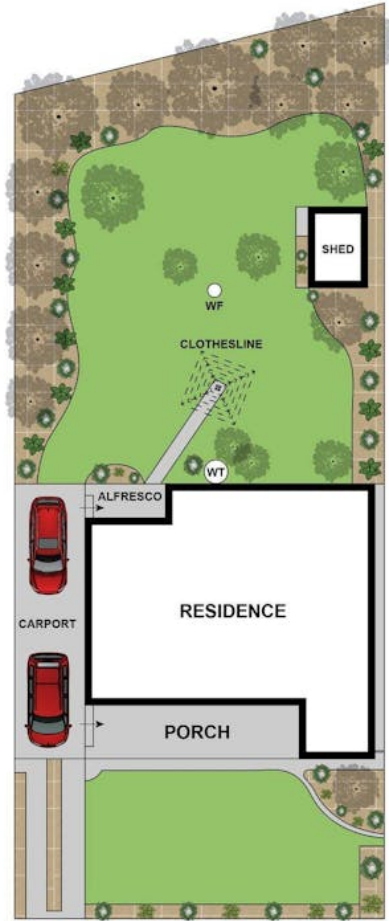 SHED
WF
CLOTHESLINE
WT
ALFRESCO
RESIDENCE
CARPORT
PORCH